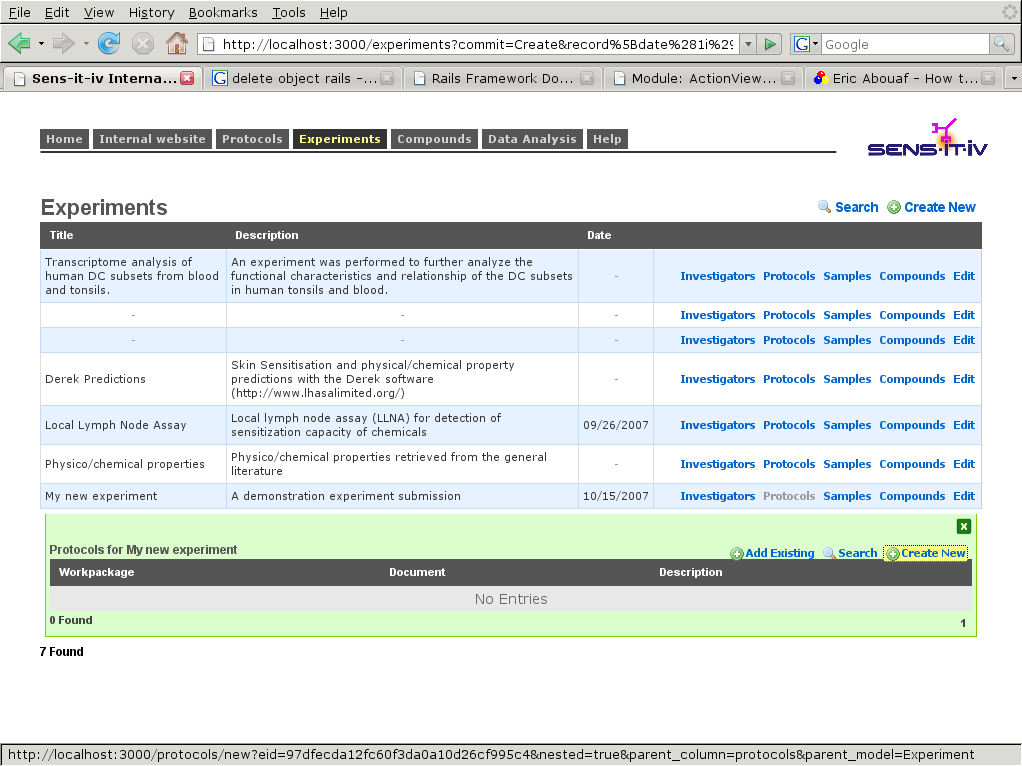 File Edit View History Bookmarks Tools Help
http://localhost:3000/experiments?commit=Create&record%5Bdate%281i%29
Google
Sens-it-iv Interna... delete object rails -... Rails Framework Do... Module: ActionView... Eric Abouaf - How t...
Home Internal website Protocols Experiments Compounds Data Analysis Help
SENS-IT-IV
Experiments
Search Create New
Title Description Date
Transcriptome analysis of human DC subsets from blood and tonsils.
An experiment was performed to further analyze the functional characteristics and relationship of the DC subsets in human tonsils and blood.
- Investigators Protocols Samples Compounds Edit
- - - Investigators Protocols Samples Compounds Edit
- - - Investigators Protocols Samples Compounds Edit
Derek Predictions
Skin Sensitisation and physical/chemical property predictions with the Derek software (http://www.lhasalimited.org/)
- Investigators Protocols Samples Compounds Edit
Local Lymph Node Assay
Local lymph node assay (LLNA) for detection of sensitization capacity of chemicals
09/26/2007 Investigators Protocols Samples Compounds Edit
Physico/chemical properties
Physico/chemical properties retrieved from the general literature
- Investigators Protocols Samples Compounds Edit
My new experiment A demonstration experiment submission 10/15/2007 Investigators Protocols Samples Compounds Edit
Protocols for My new experiment
Add Existing Search Create New
Workpackage Document Description
No Entries
0 Found 1
7 Found
http://localhost:3000/protocols/new?eid=97dfecda12fc60f3da0a10d26cf995c4&nested=true&parent_column=protocols&parent_model=Experiment